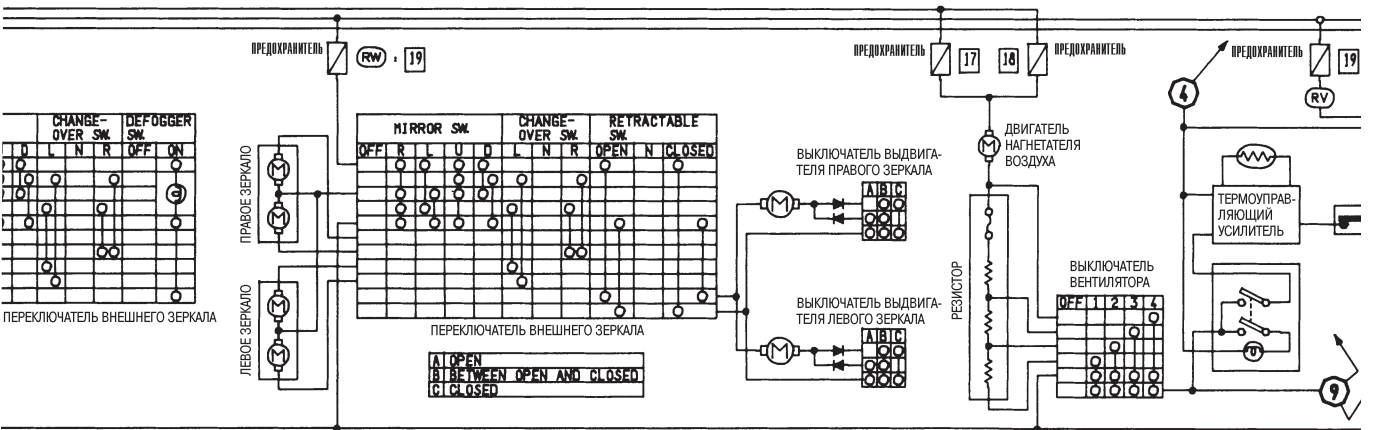 ПРЕДОХРАНИТЕЛЬ
RW : 19
ПРЕДОХРАНИТЕЛЬ
17
18
ПРЕДОХРАНИТЕЛЬ
ПРЕДОХРАНИТЕЛЬ
19
RV
4
CHANGE-
OVER SW.
DEFOGGER
SW.
D L N R OFF ON
ПЕРЕКЛЮЧАТЕЛЬ ВНЕШНЕГО ЗЕРКАЛА
ПРАВОЕ ЗЕРКАЛО
M
M
ЛЕВОЕ ЗЕРКАЛО
M
M
MIRROR SW.
CHANGE-
OVER SW.
RETRACTABLE
SW.
OFF R L U D L N R OPEN N CLOSED
ПЕРЕКЛЮЧАТЕЛЬ ВНЕШНЕГО ЗЕРКАЛА
A OPEN
B BETWEEN OPEN AND CLOSED
C CLOSED
ВЫКЛЮЧАТЕЛЬ ВЫДВИГА-
ТЕЛЯ ПРАВОГО ЗЕРКАЛА
M
A B C
ВЫКЛЮЧАТЕЛЬ ВЫДВИГА-
ТЕЛЯ ЛЕВОГО ЗЕРКАЛА
M
A B C
M
ДВИГАТЕЛЬ
НАГНЕТАТЕЛЯ
ВОЗДУХА
РЕЗИСТОР
ВЫКЛЮЧАТЕЛЬ
ВЕНТИЛЯТОРА
OFF 1 2 3 4
ТЕРМОУПРАВ-
ЛЯЮЩИЙ
УСИЛИТЕЛЬ
9